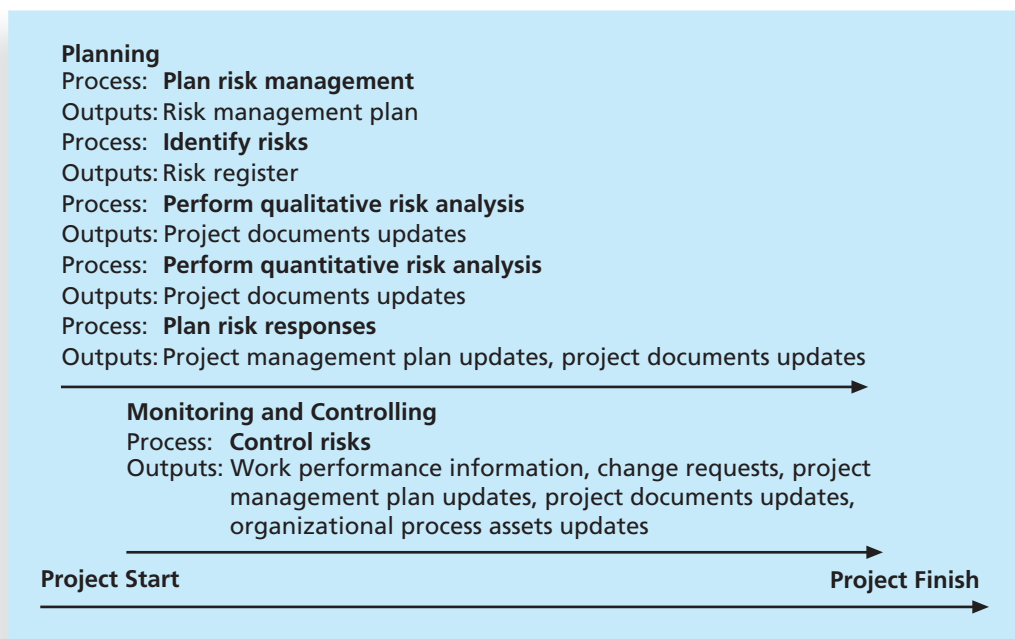 Planning
Process: Plan risk management
Outputs: Risk management plan
Process: Identify risks
Outputs: Risk register
Process: Perform qualitative risk analysis
Outputs: Project documents updates
Process: Perform quantitative risk analysis
Outputs: Project documents updates
Process: Plan risk responses
Outputs: Project management plan updates, project documents updates
Monitoring and Controlling
Process: Control risks
Outputs: Work performance information, change requests, project
management plan updates, project documents updates,
organizational process assets updates
Project Start Project Finish